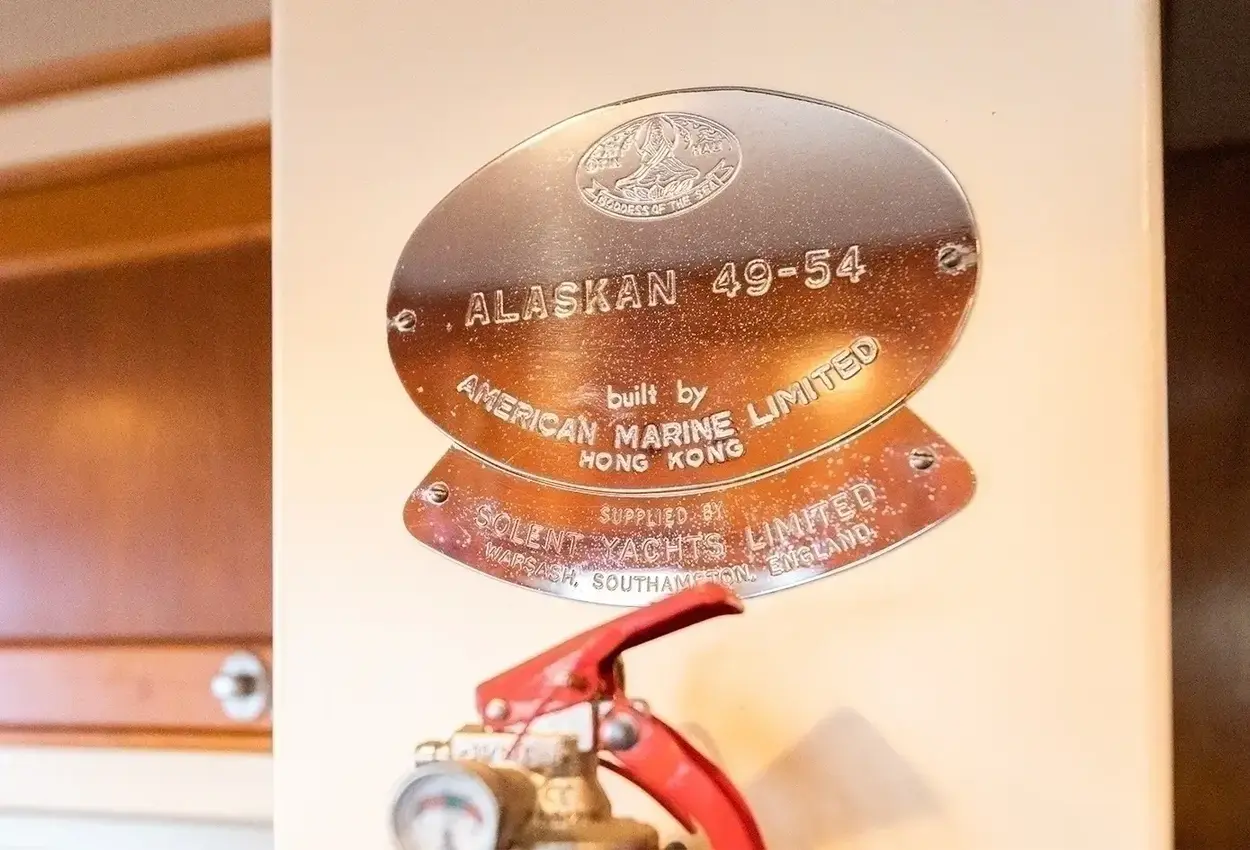 GODDESS OF THE SEA
ALASKAN 49-54
built by
AMERICAN MARINE LIMITED
HONG KONG
SUPPLIED BY
SOLENT YACHTS LIMITED
WARSASH, SOUTHAMPTON, ENGLAND